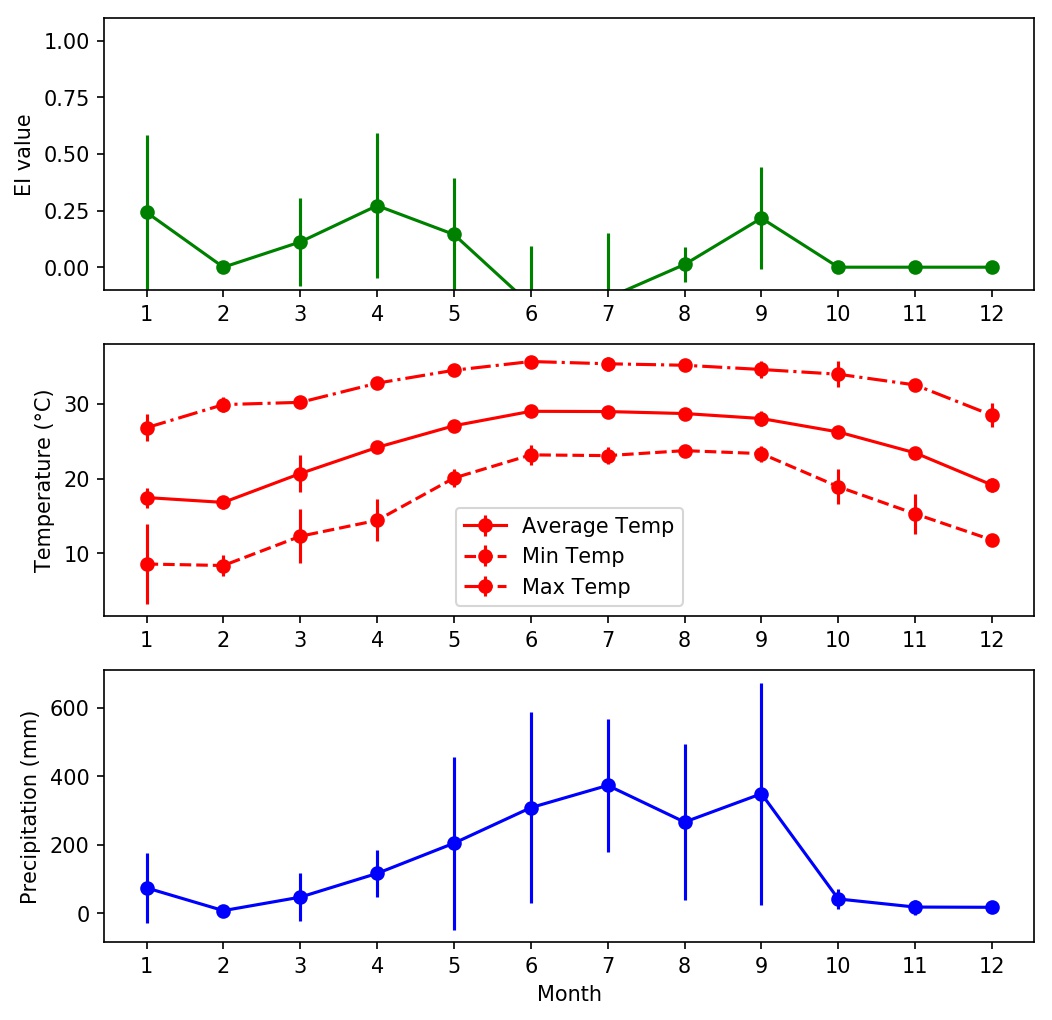 1.00
0.75
0.50
0.25
0.00
EI value
1 2 3 4 5 6 7 8 9 10 11 12
30
20
10
Temperature (°C)
Average Temp
Min Temp
Max Temp
1 2 3 4 5 6 7 8 9 10 11 12
600
400
200
0
Precipitation (mm)
1 2 3 4 5 6 7 8 9 10 11 12
Month